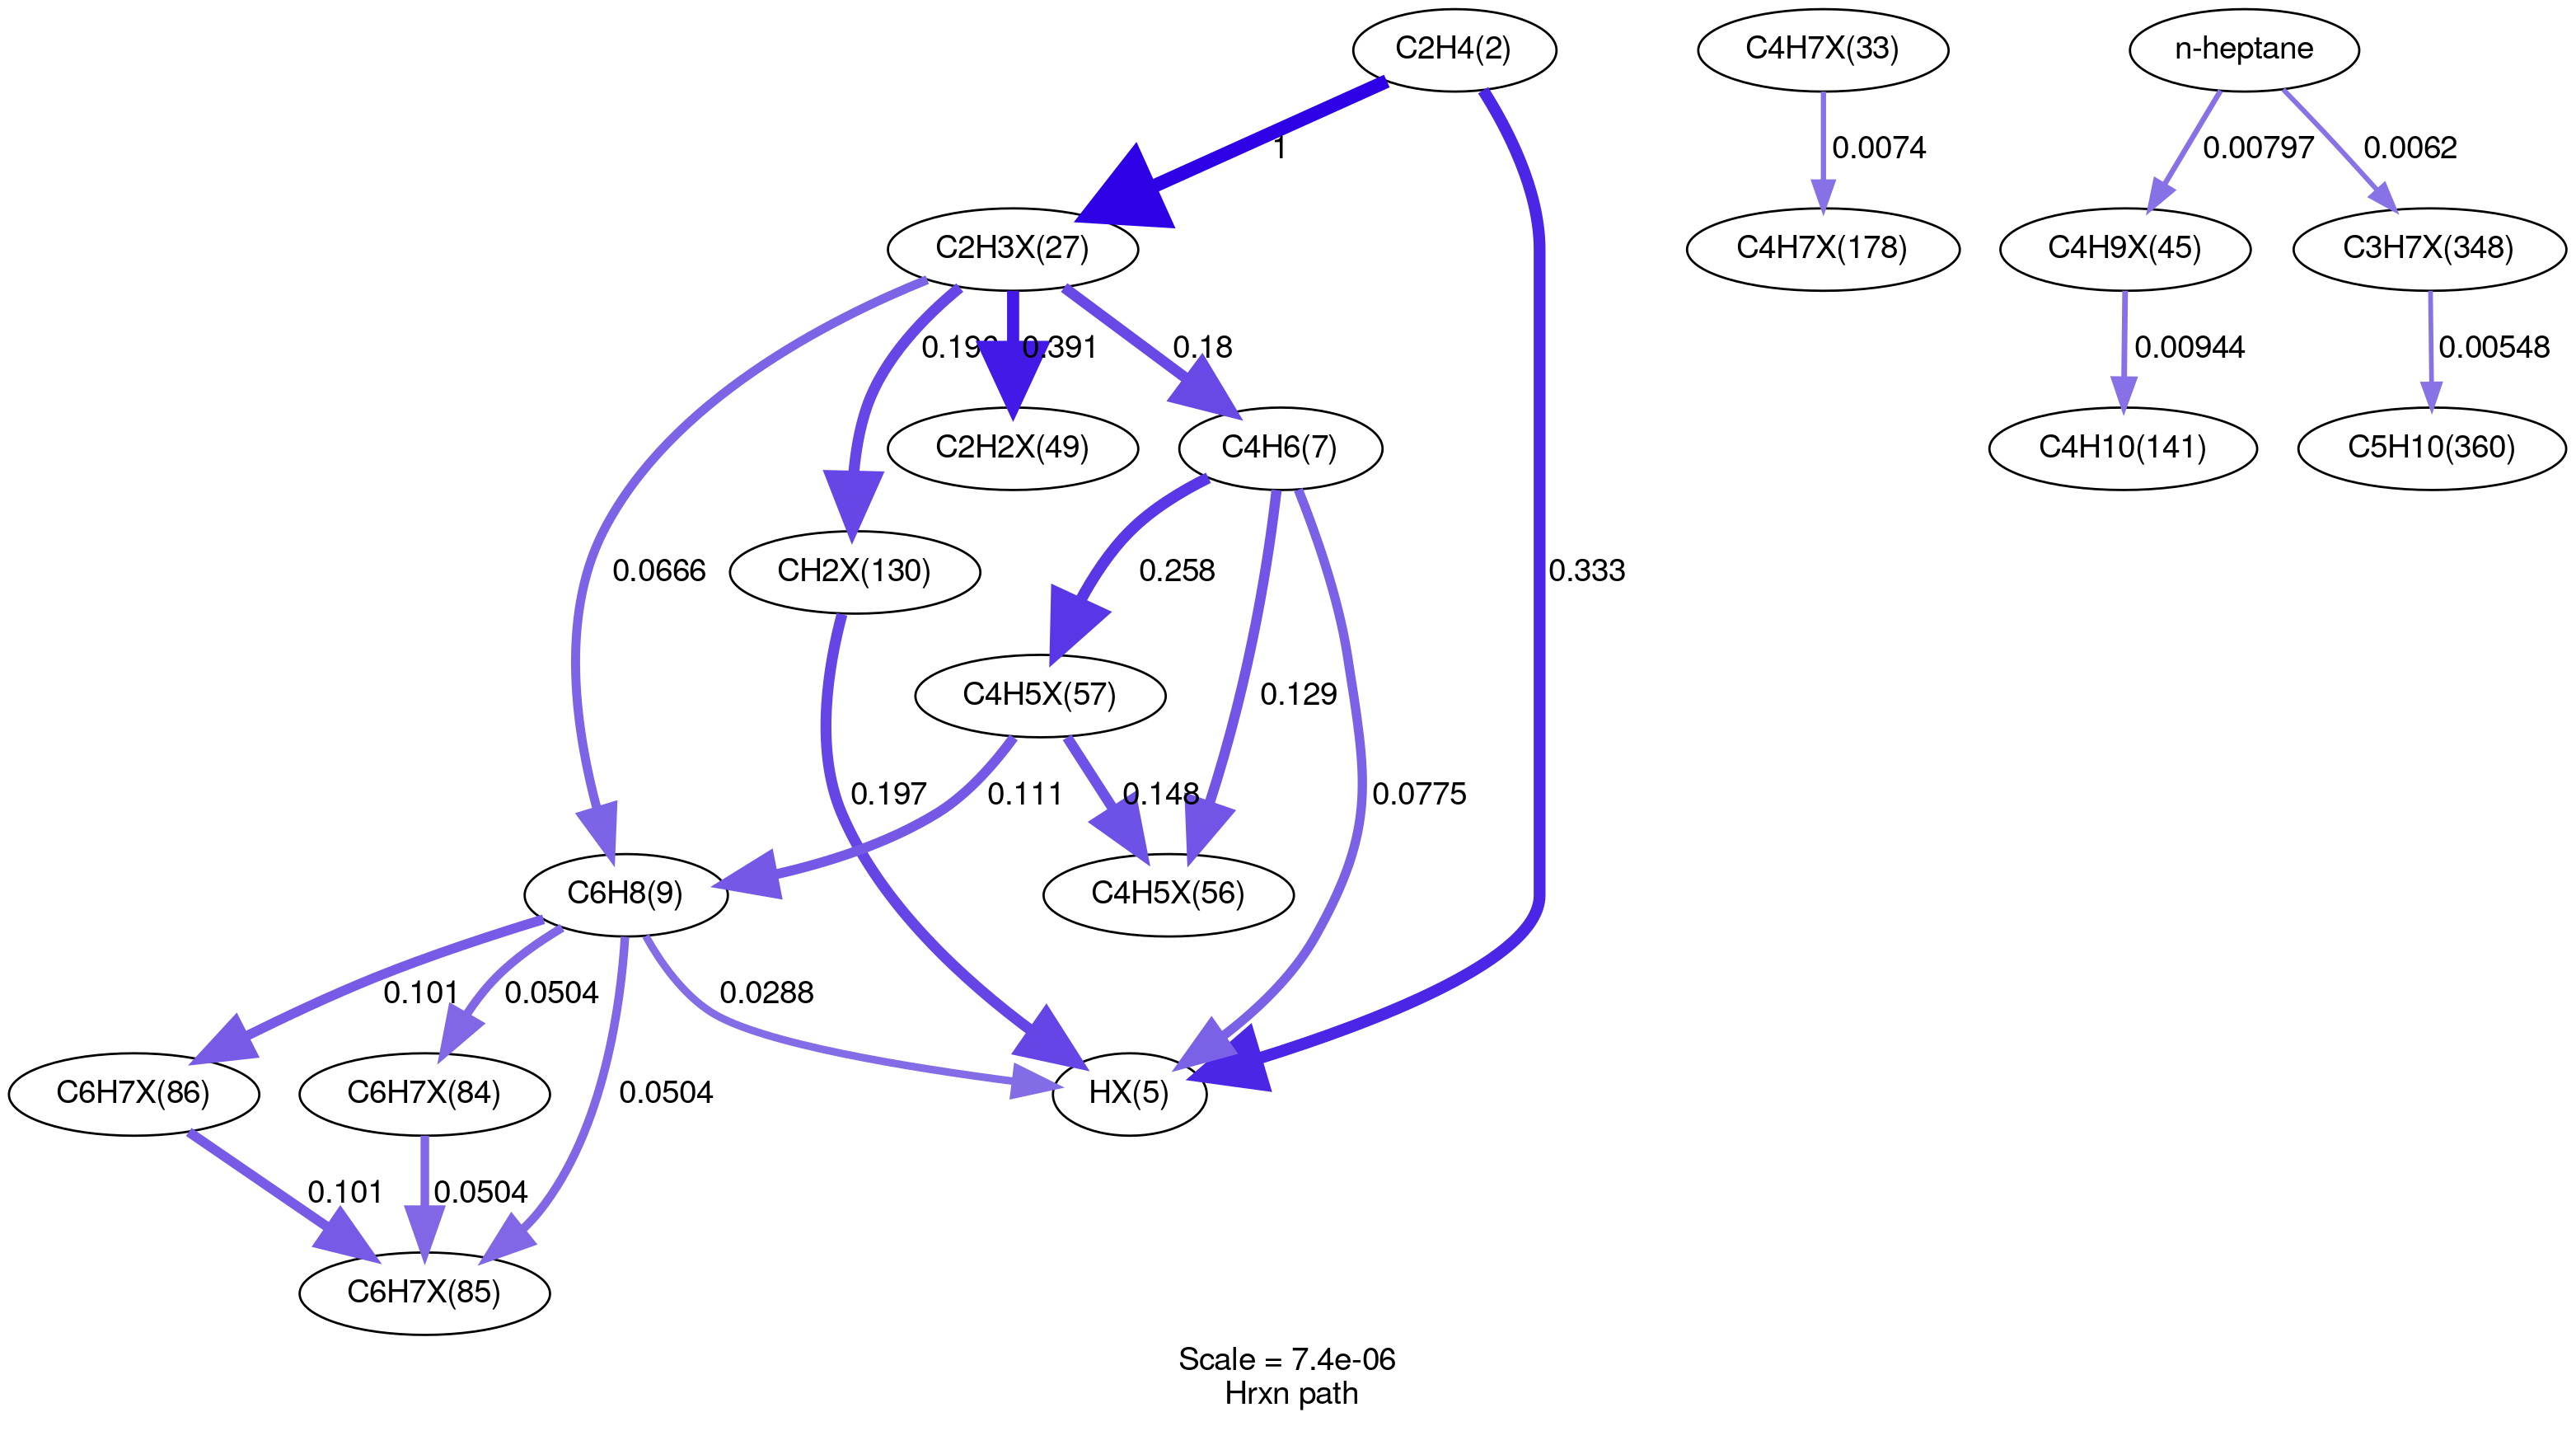 C2H4(2)
C4H7X(33)
n-heptane
1
0.0074
0.00797
0.0062
C2H3X(27)
C4H7X(178)
C4H9X(45)
C3H7X(348)
0.391
0.18
0.00944
0.00548
C2H2X(49)
C4H6(7)
C4H10(141)
C5H10(360)
0.0666
CH2X(130)
0.258
0.333
C4H5X(57)
0.129
0.197
0.111
0.148
0.0775
C6H8(9)
C4H5X(56)
0.101
0.0504
0.0288
C6H7X(86)
C6H7X(84)
0.0504
HX(5)
0.101
0.0504
C6H7X(85)
Scale = 7.4e-06
Hrxn path